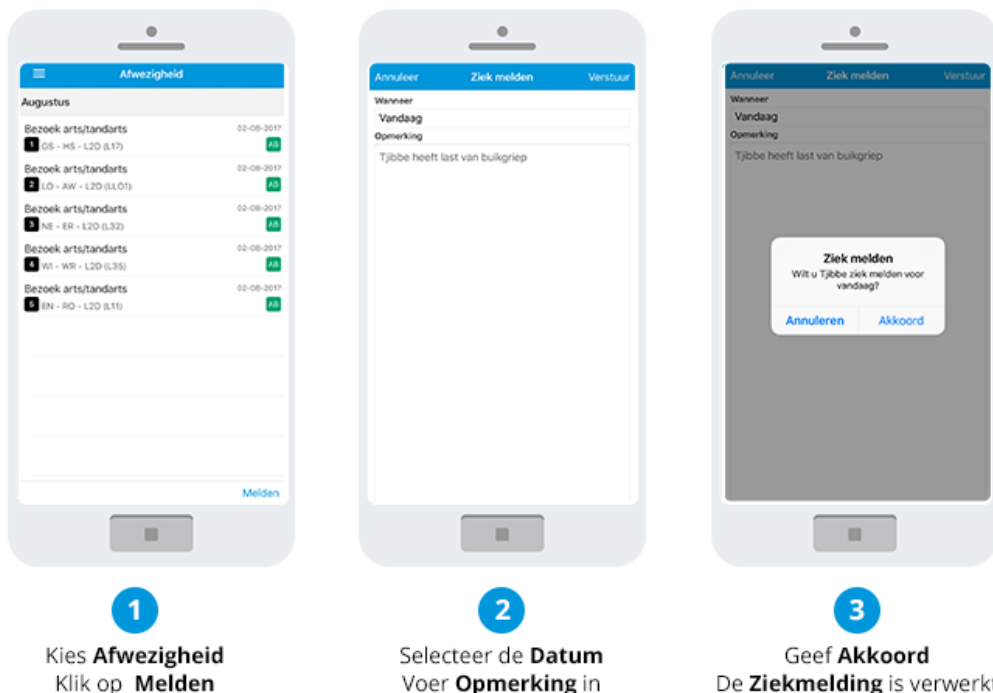 Afwezigheid
Augustus
Bezoek arts/tandarts 02-08-2017
1 GS - HS - L2D (L17) AB
Bezoek arts/tandarts 02-08-2017
2 LO - AW - L2D (LLO1) AB
Bezoek arts/tandarts 02-08-2017
3 NE - ER - L2D (L32) AB
Bezoek arts/tandarts 02-08-2017
4 WI - WR - L2D (L35) AB
Bezoek arts/tandarts 02-08-2017
5 EN - RO - L2D (L11) AB
Melden
1
Kies Afwezigheid
Klik op Melden
Annuleer Ziek melden Verstuur
Wanneer
Vandaag
Opmerking
Tjibbe heeft last van buikgriep
2
Selecteer de Datum
Voer Opmerking in
Annuleer Ziek melden Verstuur
Wanneer
Vandaag
Opmerking
Tjibbe heeft last van buikgriep
Ziek melden
Wilt u Tjibbe ziek melden voor
vandaag?
Annuleren Akkoord
3
Geef Akkoord
De Ziekmelding is verwerkt